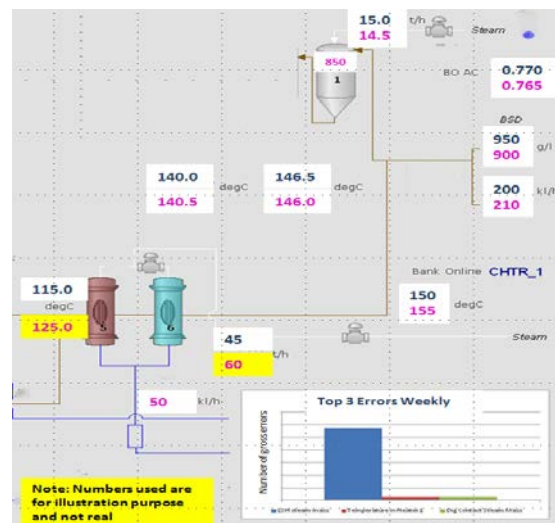 15.0 t/h
14.5
Steam
850
1
BO AC 0.770
0.765
BSD
950 g/l
900
140.0 degC
140.5
146.5 degC
146.0
200 kl/h
210
Bank Online CHTR_1
115.0
degC
125.0
5
6
150 degC
155
45
t/h
60
Steam
50 kl/h
Top 3 Errors Weekly
Number of gross errors
Note: Numbers used are
for illustration purpose
and not real